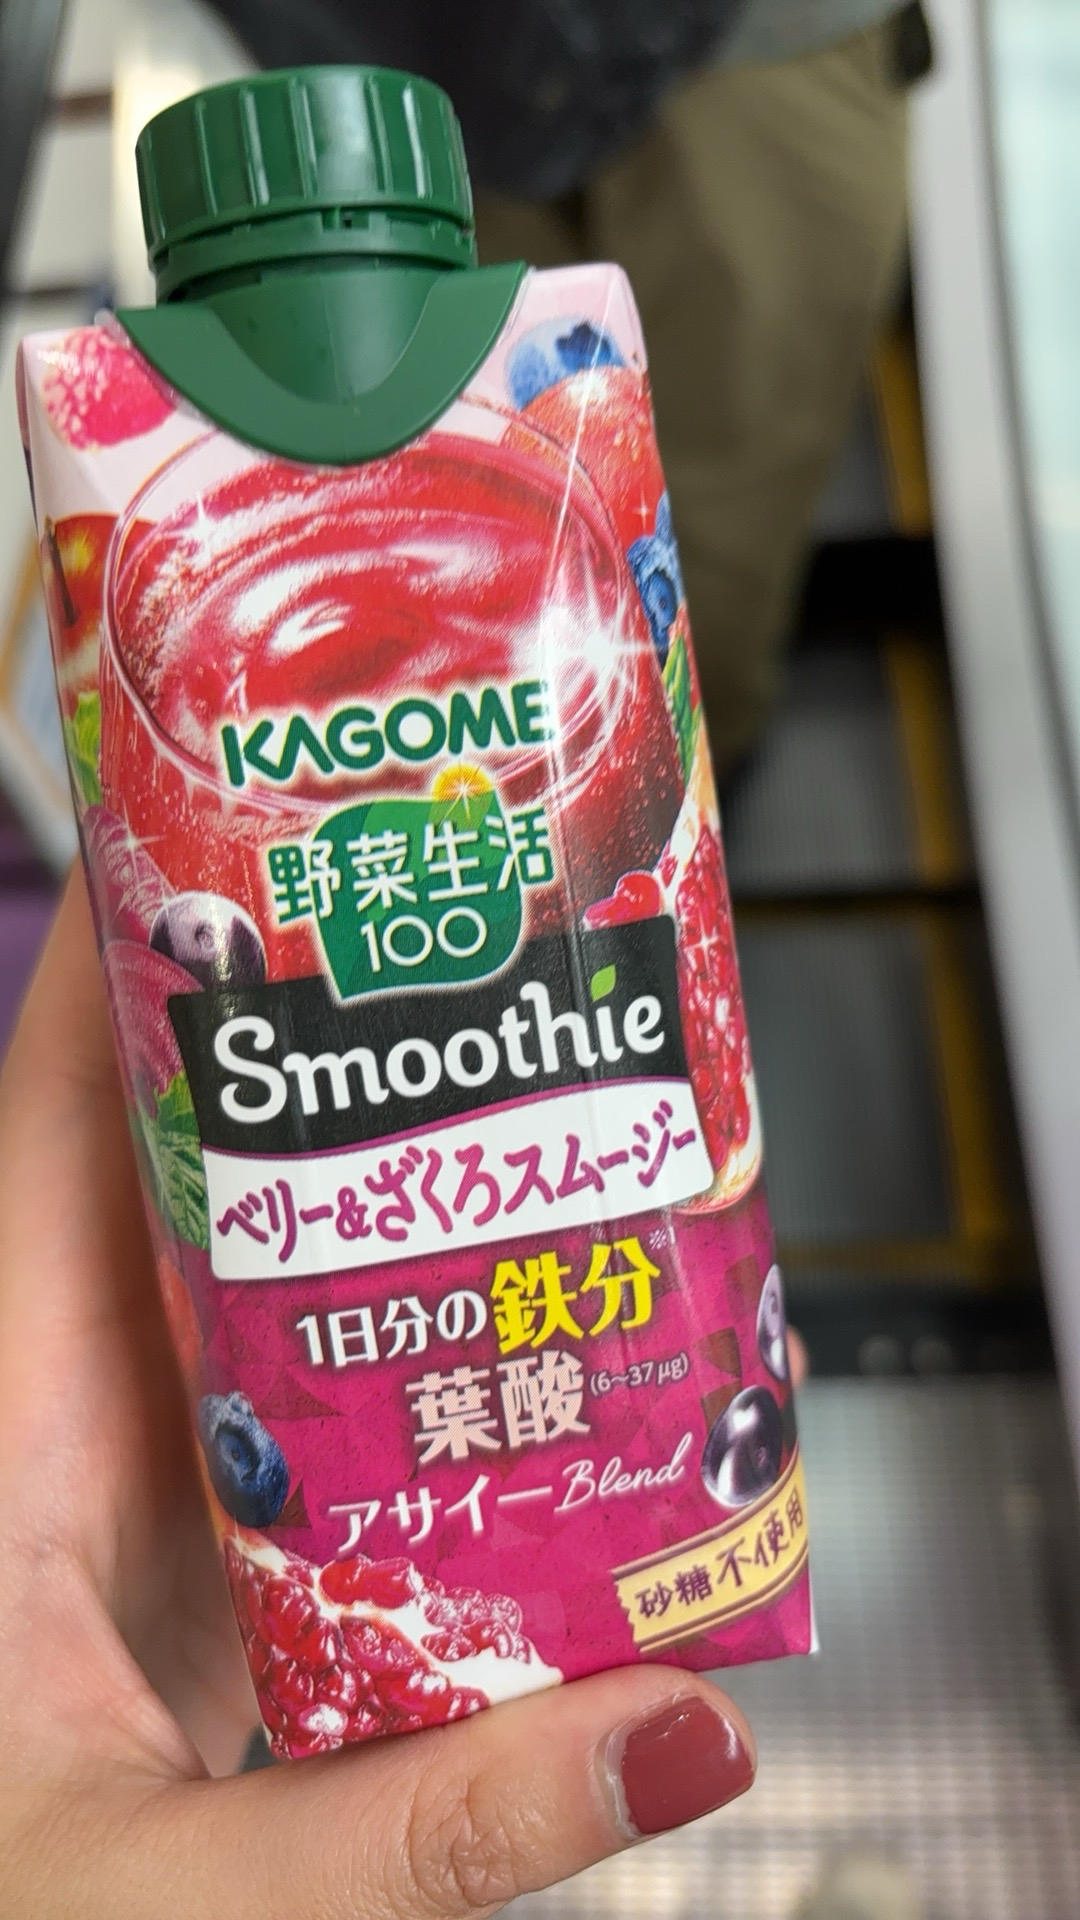 KAGOME
野菜生活
100
Smoothie
ベリー&ざくろスムージー
1日分の鉄分※1
葉酸(6~37μg)
アサイーBlend
砂糖不使用